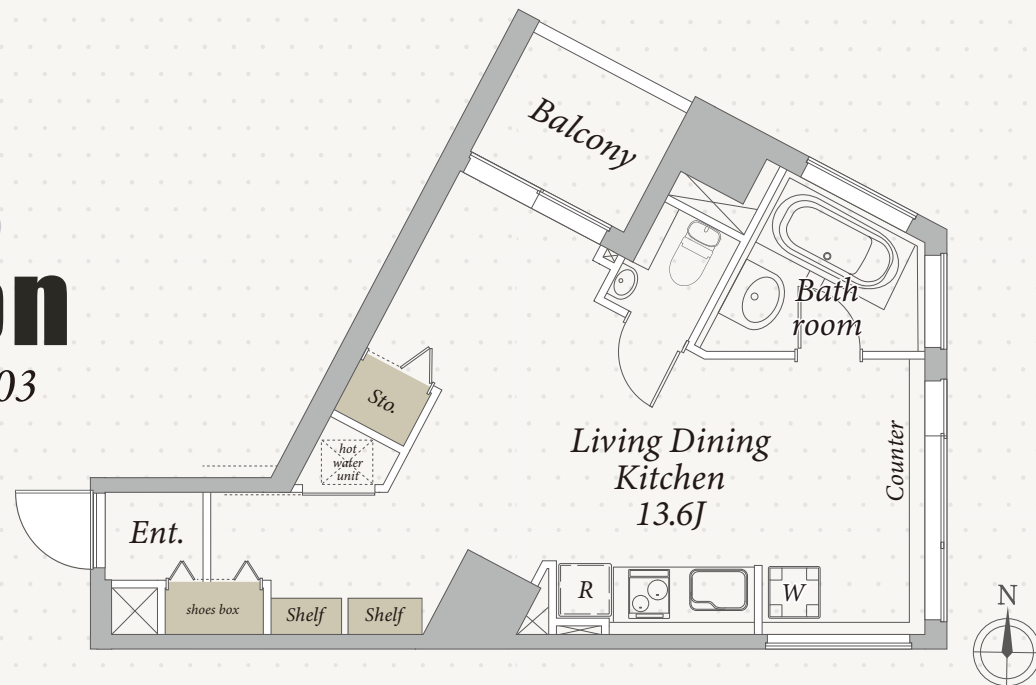 on
03
Balcony
Bath
room
Sto.
hot
water
unit
Living Dining
Kitchen
13.6J
Counter
Ent.
shoes box
Shelf
Shelf
R
W
N